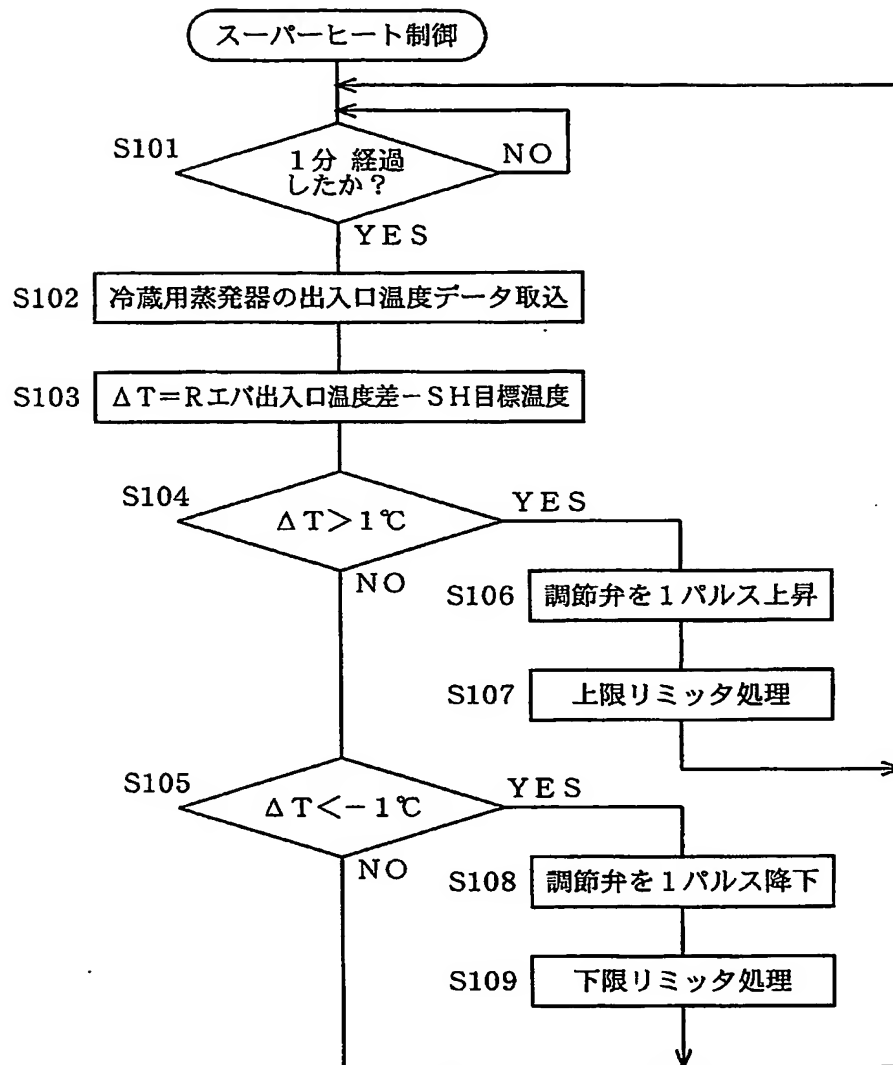 スーパーヒート制御
S101
1分 経過
したか？
NO
YES
S102
冷蔵用蒸発器の出入口温度データ取込
S103
ΔT＝Rエバ出入口温度差－SH目標温度
S104
ΔT＞1℃
YES
NO
S106
調節弁を1パルス上昇
S107
上限リミッタ処理
S105
ΔT＜－1℃
YES
NO
S108
調節弁を1パルス降下
S109
下限リミッタ処理